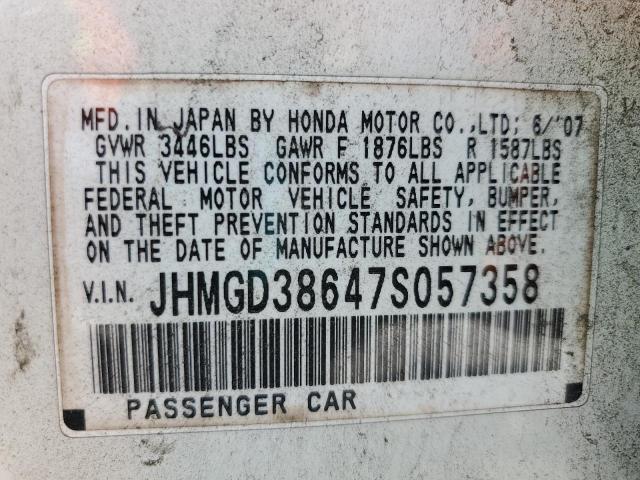 MFD. IN JAPAN BY HONDA MOTOR CO., LTD; 6/'07
GVWR 3446LBS GAWR F 1876LBS R 1587LBS
THIS VEHICLE CONFORMS TO ALL APPLICABLE
FEDERAL MOTOR VEHICLE SAFETY, BUMPER,
AND THEFT PREVENTION STANDARDS IN EFFECT
ON THE DATE OF MANUFACTURE SHOWN ABOVE.
V.I.N. JHMGD38647S057358
PASSENGER CAR